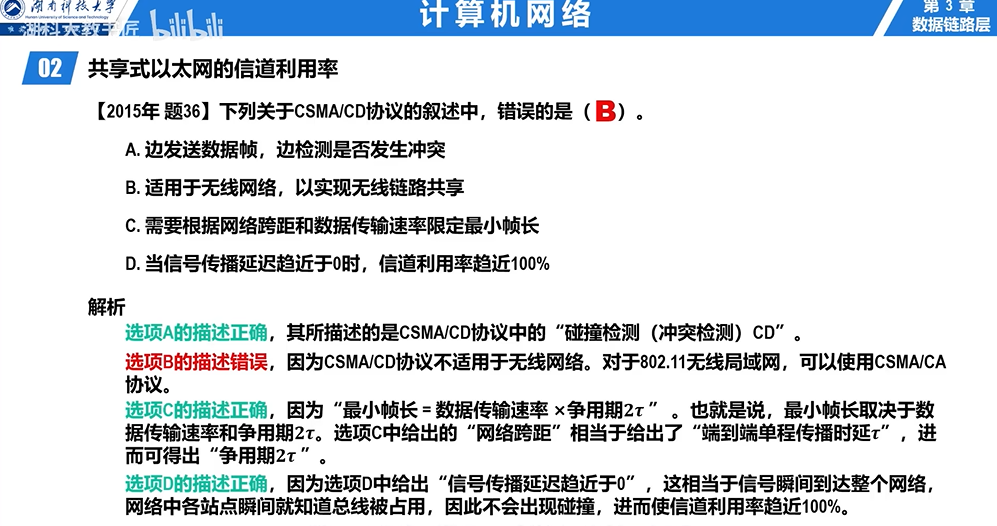 湖南科技大学
Hunan University of Science and Technology
计算机网络
第 3 章
数据链路层
湖科大教书匠 bilibili
02 共享式以太网的信道利用率
【2015年 题36】下列关于CSMA/CD协议的叙述中，错误的是（ B ）。
A. 边发送数据帧，边检测是否发生冲突
B. 适用于无线网络，以实现无线链路共享
C. 需要根据网络跨距和数据传输速率限定最小帧长
D. 当信号传播延迟趋近于0时，信道利用率趋近100%
解析
选项A的描述正确，其所描述的是CSMA/CD协议中的“碰撞检测（冲突检测）CD”。
选项B的描述错误，因为CSMA/CD协议不适用于无线网络。对于802.11无线局域网，可以使用CSMA/CA
协议。
选项C的描述正确，因为“最小帧长 = 数据传输速率 ×争用期2τ ” 。也就是说，最小帧长取决于数
据传输速率和争用期2τ。选项C中给出的“网络跨距”相当于给出了“端到端单程传播时延τ”，进
而可得出“争用期2τ ”。
选项D的描述正确，因为选项D中给出“信号传播延迟趋近于0”，这相当于信号瞬间到达整个网络，
网络中各站点瞬间就知道总线被占用，因此不会出现碰撞，进而使信道利用率趋近100%。